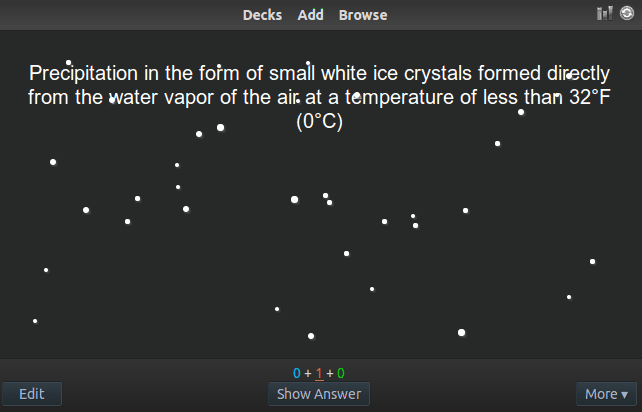 Decks Add Browse
Precipitation in the form of small white ice crystals formed directly
from the water vapor of the air at a temperature of less than 32°F
(0°C)
0 + 1 + 0
Edit Show Answer More ▾